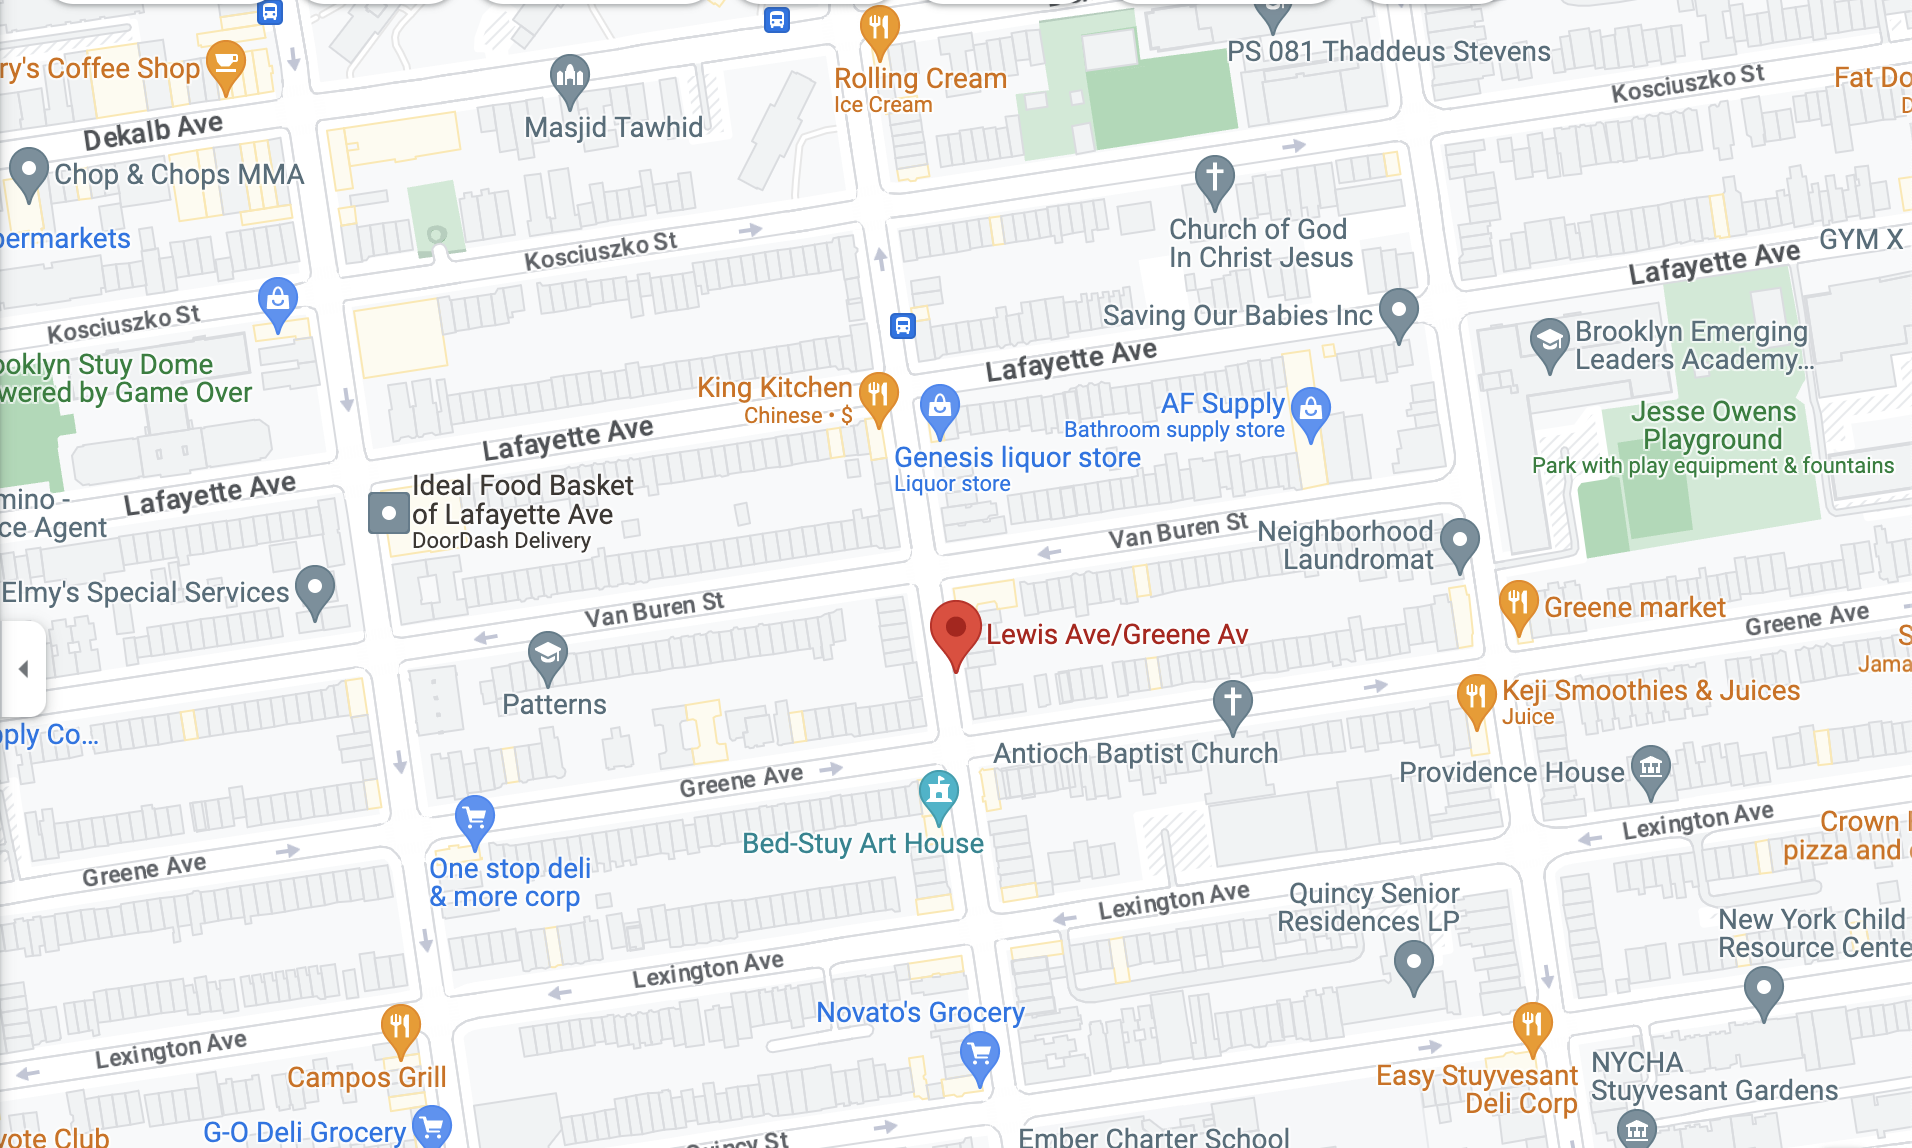 PS 081 Thaddeus Stevens
ry's Coffee Shop
Rolling Cream
Ice Cream
Kosciuszko St
Fat Do
D
Dekalb Ave
Masjid Tawhid
Chop & Chops MMA
Church of God
In Christ Jesus
permarkets
Kosciuszko St
Lafayette Ave
GYM X
Kosciuszko St
Saving Our Babies Inc
Brooklyn Emerging
Leaders Academy...
ooklyn Stuy Dome
wered by Game Over
Lafayette Ave
King Kitchen
Chinese • $
AF Supply
Bathroom supply store
Jesse Owens
Playground
Park with play equipment & fountains
Lafayette Ave
Genesis liquor store
Liquor store
Lafayette Ave
mino -
ce Agent
Ideal Food Basket
of Lafayette Ave
DoorDash Delivery
Van Buren St
Neighborhood
Laundromat
Elmy's Special Services
Van Buren St
Lewis Ave/Greene Av
Greene market
Greene Ave
S
Jama
Patterns
Keji Smoothies & Juices
Juice
pply Co...
Antioch Baptist Church
Greene Ave
Providence House
Bed-Stuy Art House
Lexington Ave
Crown
pizza and
Greene Ave
One stop deli
& more corp
Lexington Ave
Quincy Senior
Residences LP
New York Child
Resource Cente
Lexington Ave
Novato's Grocery
Lexington Ave
Campos Grill
Easy Stuyvesant
Deli Corp
NYCHA
Stuyvesant Gardens
G-O Deli Grocery
vote Club
Quincy St
Ember Charter School